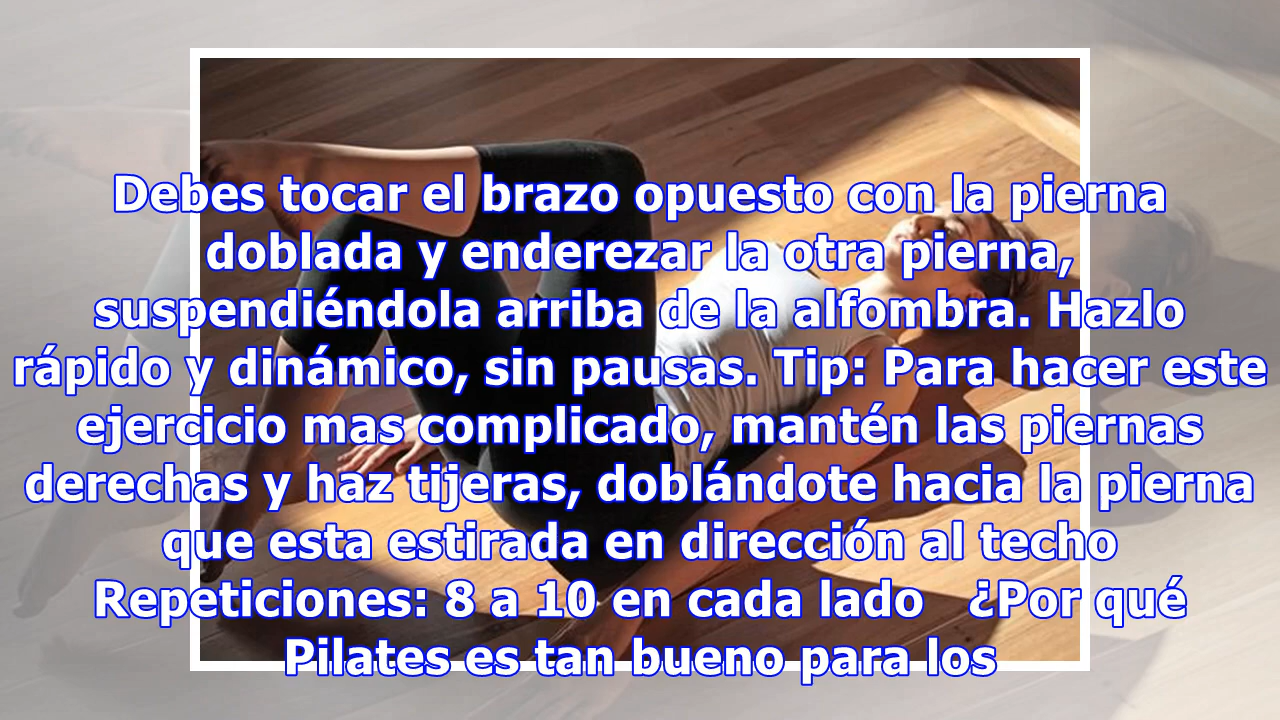 Debes tocar el brazo opuesto con la pierna
doblada y enderezar la otra pierna,
suspendiéndola arriba de la alfombra. Hazlo
rápido y dinámico, sin pausas. Tip: Para hacer este
ejercicio mas complicado, mantén las piernas
derechas y haz tijeras, doblándote hacia la pierna
que esta estirada en dirección al techo
Repeticiones: 8 a 10 en cada lado ¿Por qué
Pilates es tan bueno para los